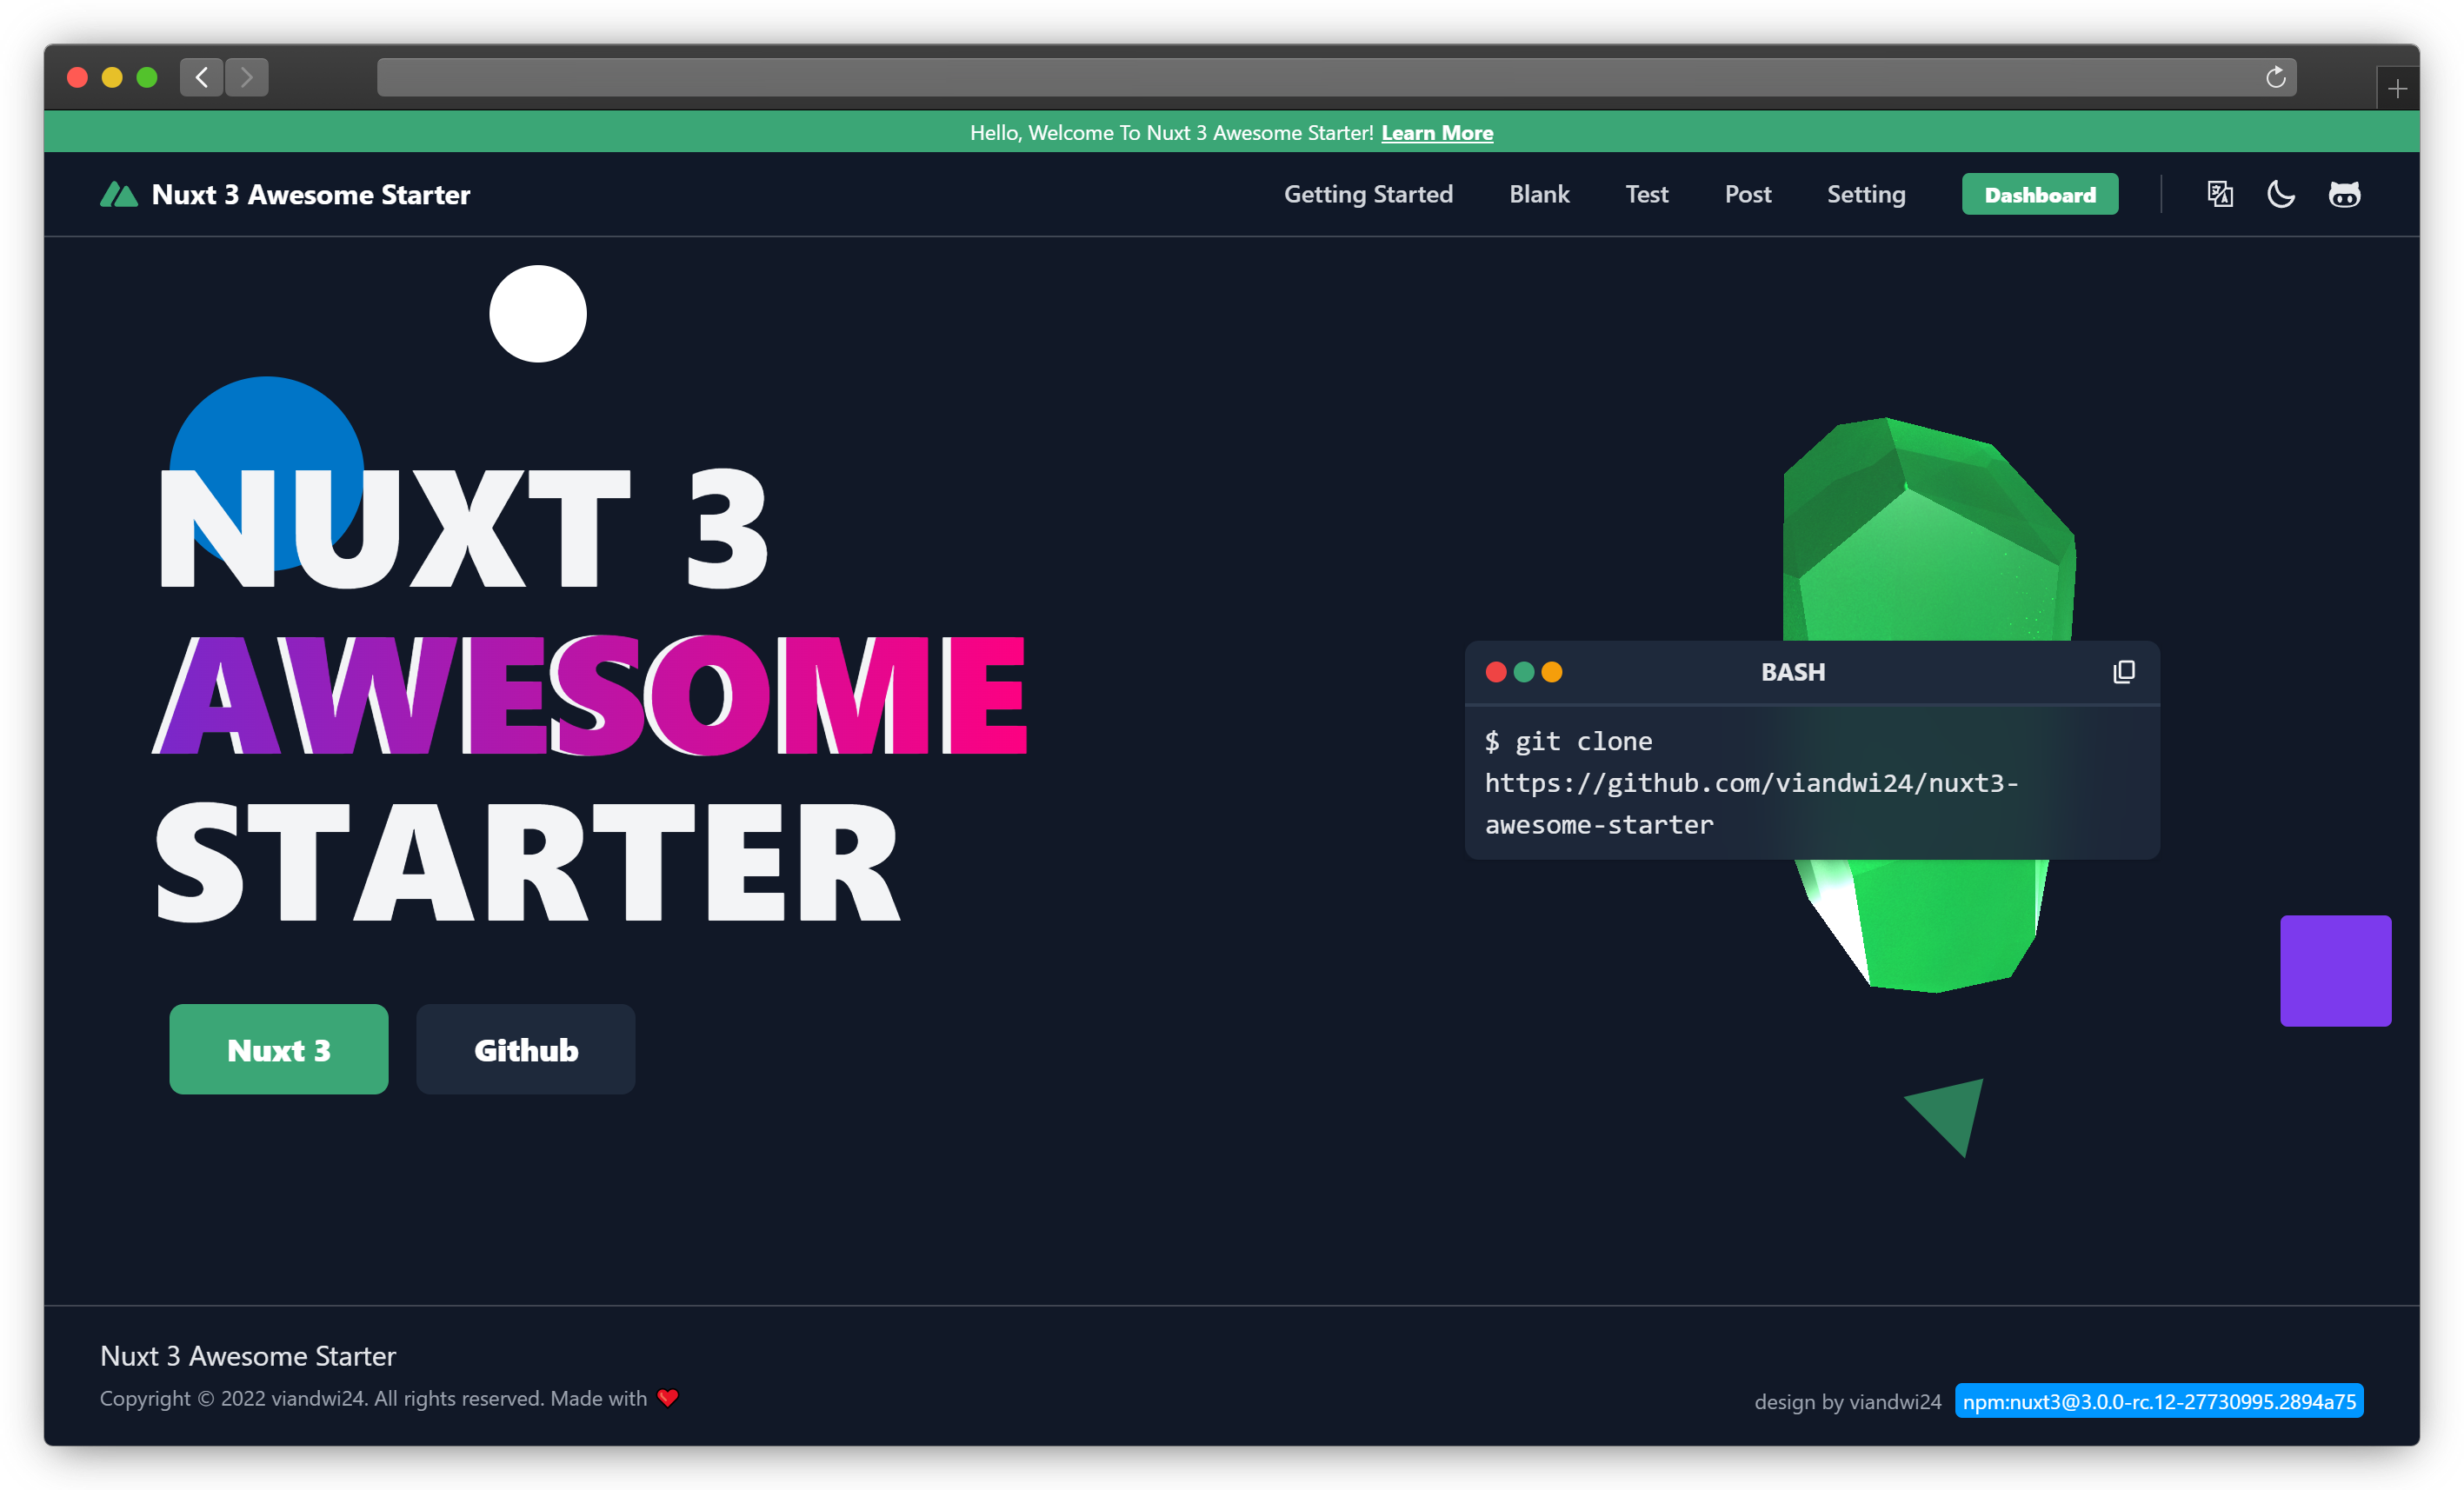 Hello, Welcome To Nuxt 3 Awesome Starter! Learn More
Nuxt 3 Awesome Starter
Getting Started
Blank
Test
Post
Setting
Dashboard
NUXT 3
AWESOME
STARTER
Nuxt 3
Github
BASH
$ git clone
https://github.com/viandwi24/nuxt3-
awesome-starter
Nuxt 3 Awesome Starter
Copyright © 2022 viandwi24. All rights reserved. Made with ❤️
design by viandwi24
npm:nuxt3@3.0.0-rc.12-27730995.2894a75